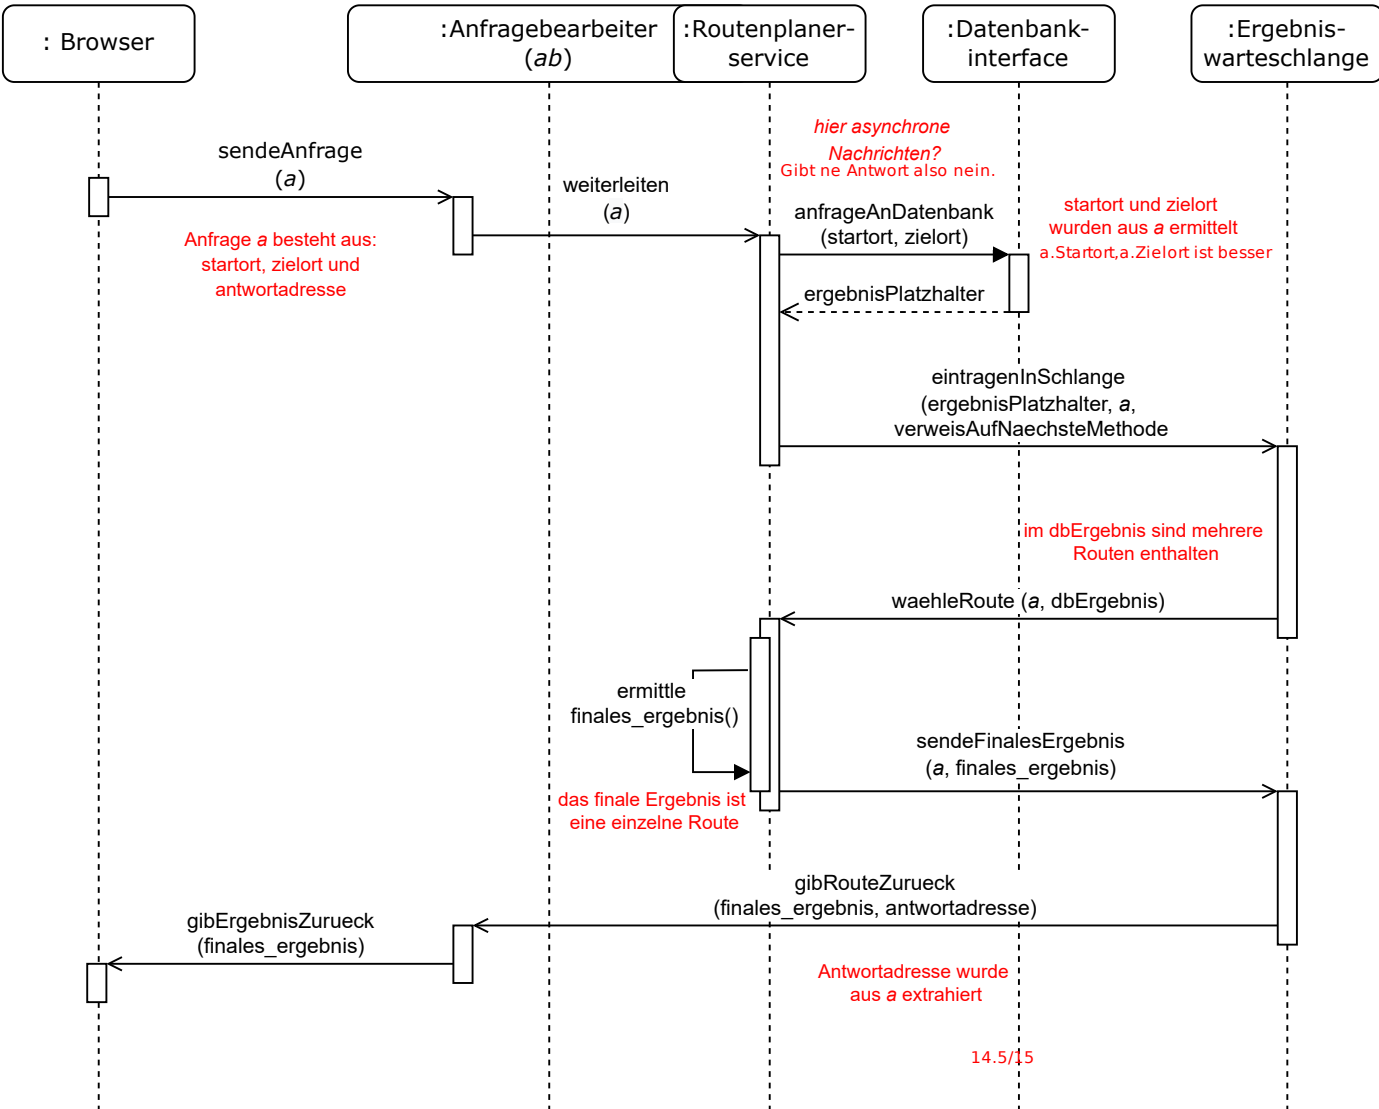 : Browser
:Anfragebearbeiter
(ab)
:Routenplaner-
service
:Datenbank-
interface
:Ergebnis-
warteschlange
hier asynchrone
Nachrichten?
Gibt ne Antwort also nein.
sendeAnfrage
(a)
weiterleiten
(a)
anfrageAnDatenbank
(startort, zielort)
startort und zielort
wurden aus a ermittelt
a.Startort,a.Zielort ist besser
Anfrage a besteht aus:
startort, zielort und
antwortadresse
ergebnisPlatzhalter
eintragenInSchlange
(ergebnisPlatzhalter, a,
verweisAufNaechsteMethode
im dbErgebnis sind mehrere
Routen enthalten
waehleRoute (a, dbErgebnis)
ermittle
finales_ergebnis()
sendeFinalesErgebnis
(a, finales_ergebnis)
das finale Ergebnis ist
eine einzelne Route
gibRouteZurueck
(finales_ergebnis, antwortadresse)
gibErgebnisZurueck
(finales_ergebnis)
Antwortadresse wurde
aus a extrahiert
14.5/15